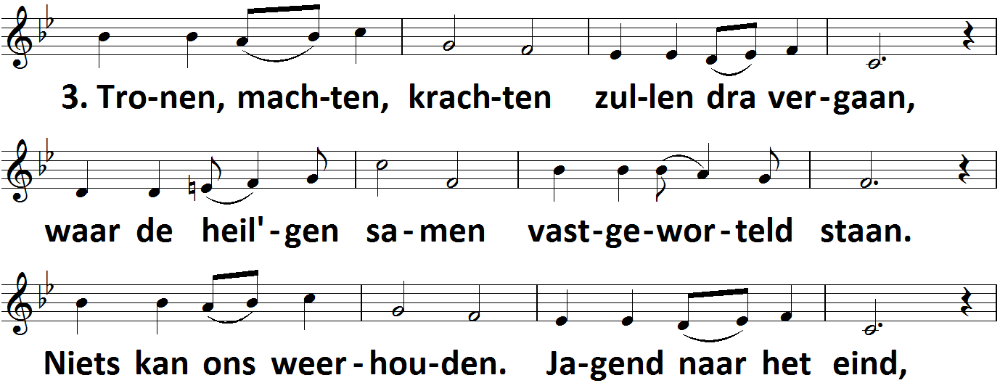 3. Tro-nen, mach-ten, krach-ten zul-len dra ver-gaan,
waar de heil'-gen sa-men vast-ge-wor-teld staan.
Niets kan ons weer-hou-den. Ja-gend naar het eind,